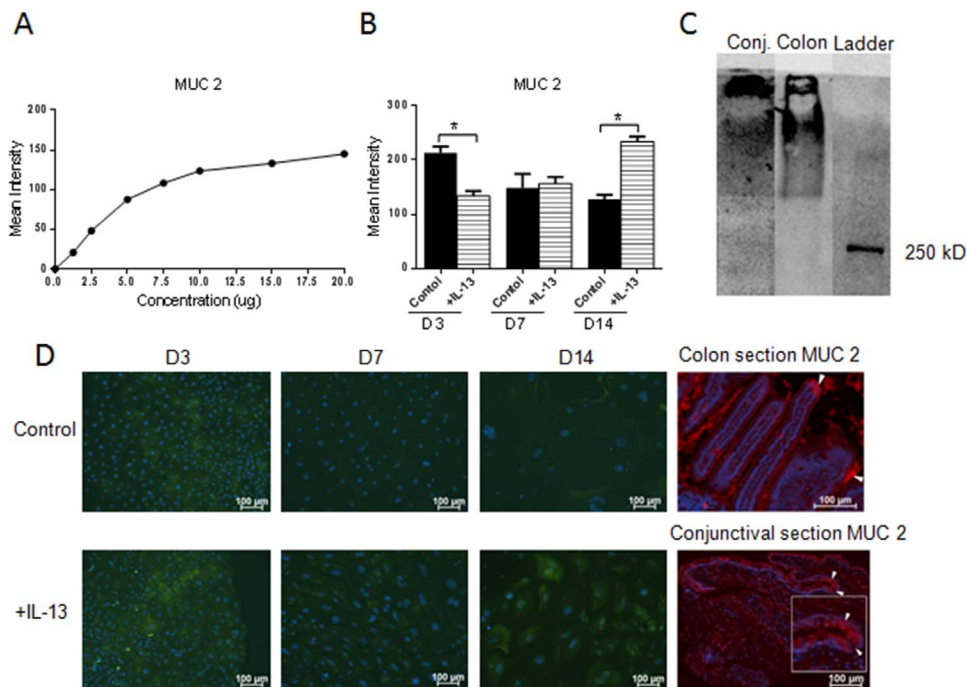 A
MUC 2
Mean Intensity
200
150
100
50
0
0.0 2.5 5.0 7.5 10.0 12.5 15.0 17.5 20.0
Concentration (ug)
B
MUC 2
Mean Intensity
300
200
100
0
* *
Contol +IL-13 Contol +IL-13 Contol +IL-13
D3 D7 D14
C
Conj. Colon Ladder
250 kD
D
D3 D7 D14 Colon section MUC 2
Control
100 µm 100 µm 100 µm 100 µm
Conjunctival section MUC 2
+IL-13
100 µm 100 µm 100 µm 100 µm